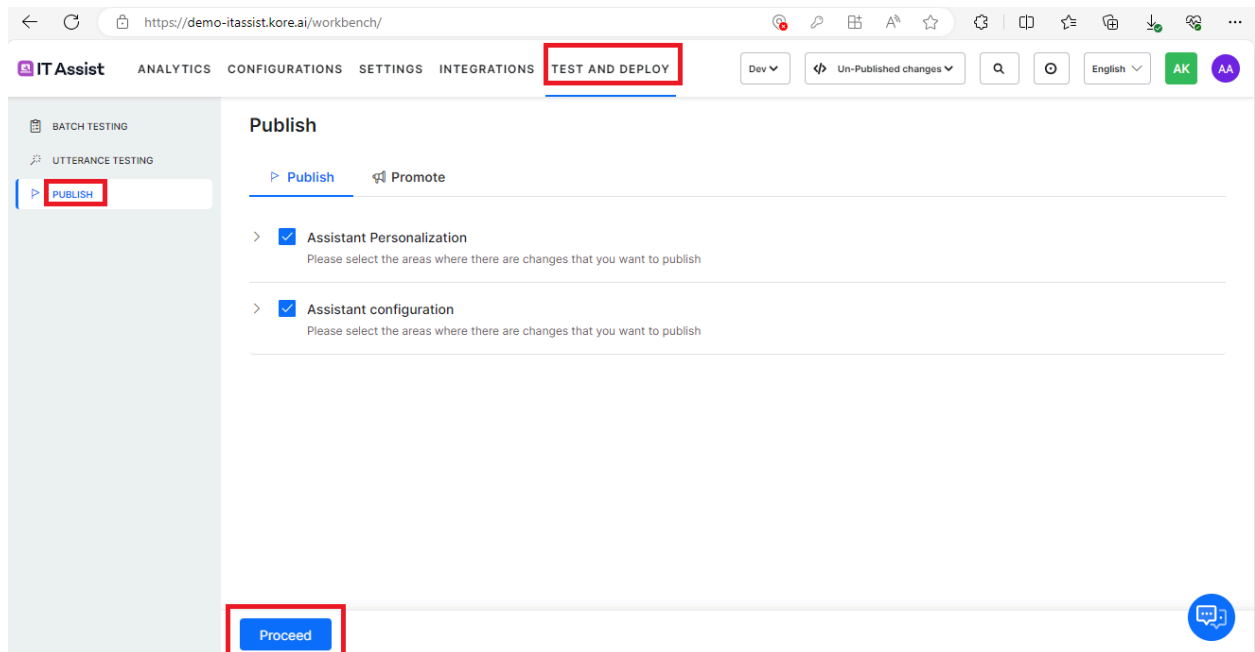 https://demo-itassist.kore.ai/workbench/
IT Assist ANALYTICS CONFIGURATIONS SETTINGS INTEGRATIONS TEST AND DEPLOY Dev </> Un-Published changes English AK AA
BATCH TESTING
UTTERANCE TESTING
PUBLISH
Publish
Publish Promote
Assistant Personalization
Please select the areas where there are changes that you want to publish
Assistant configuration
Please select the areas where there are changes that you want to publish
Proceed